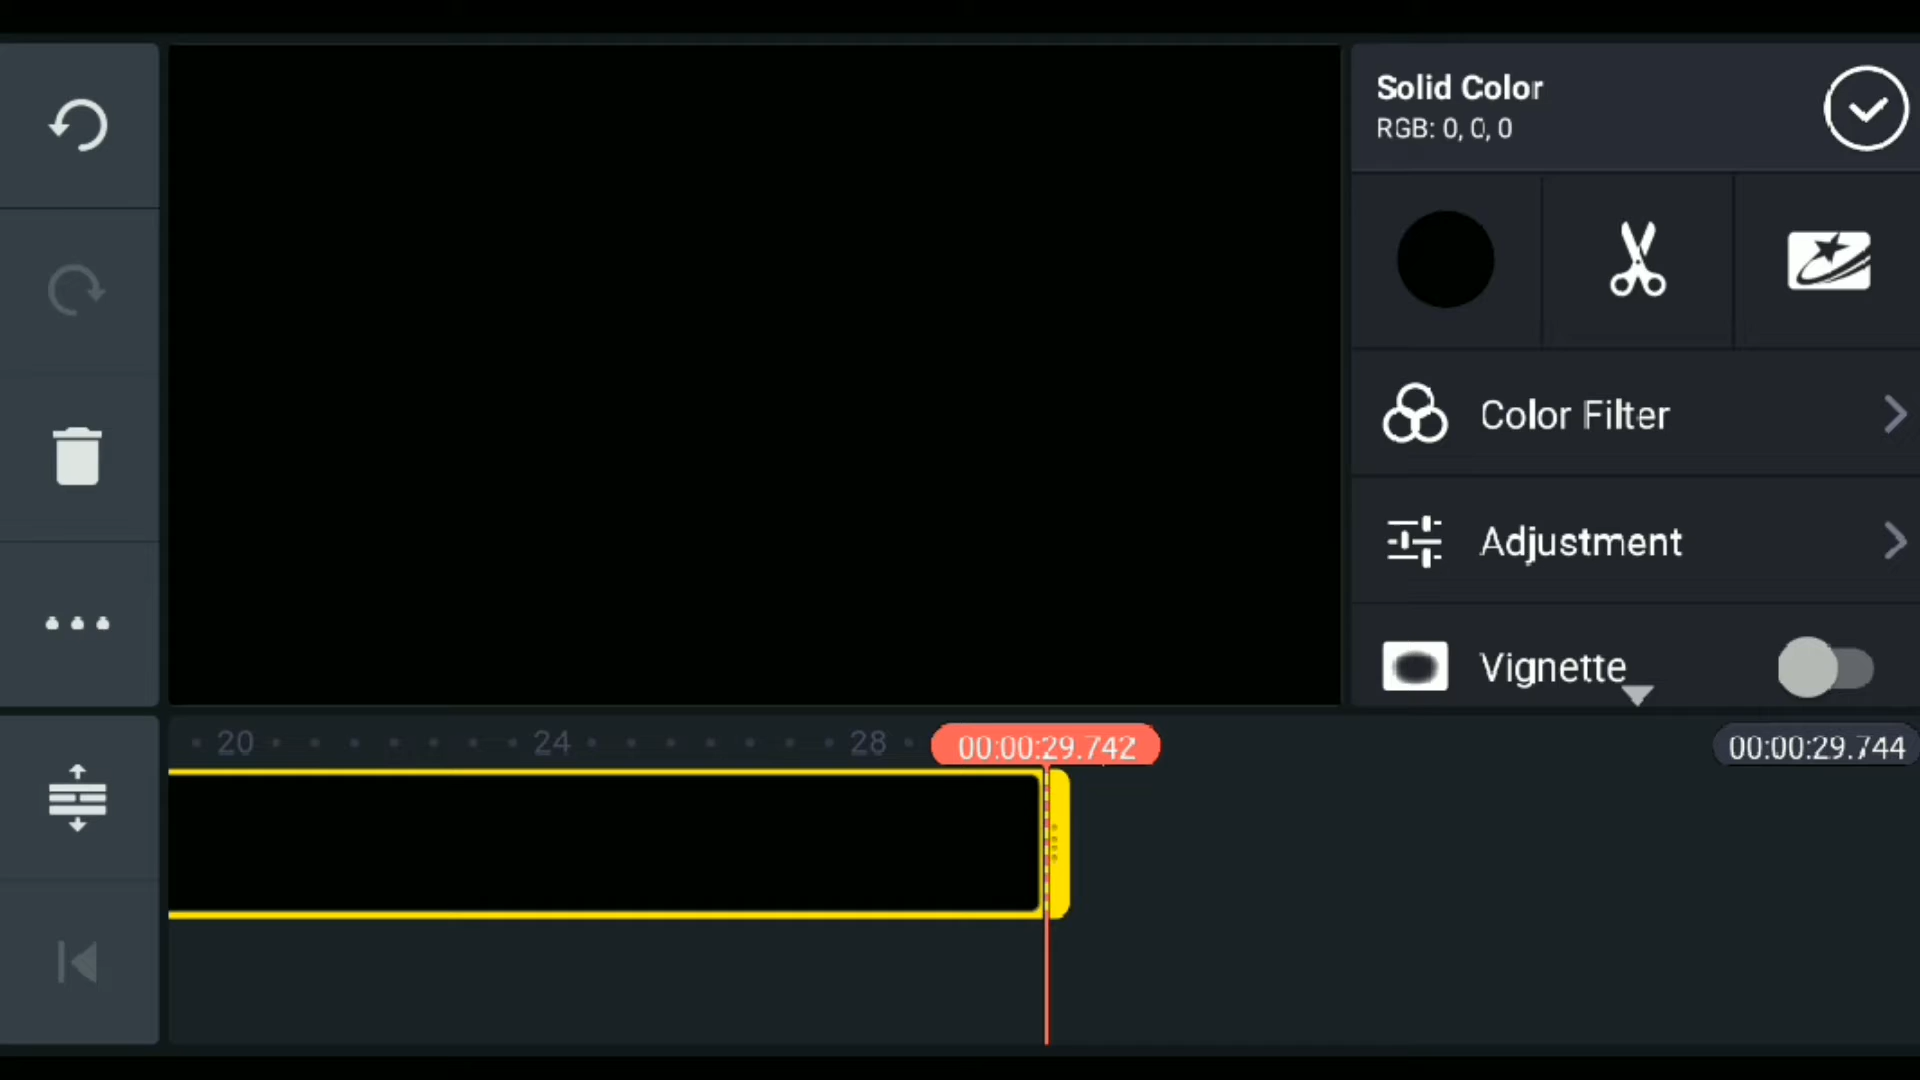 Solid Color
RGB: 0, 0, 0
Color Filter
Adjustment
Vignette
20
24
28
00:00:29.742
00:00:29.744